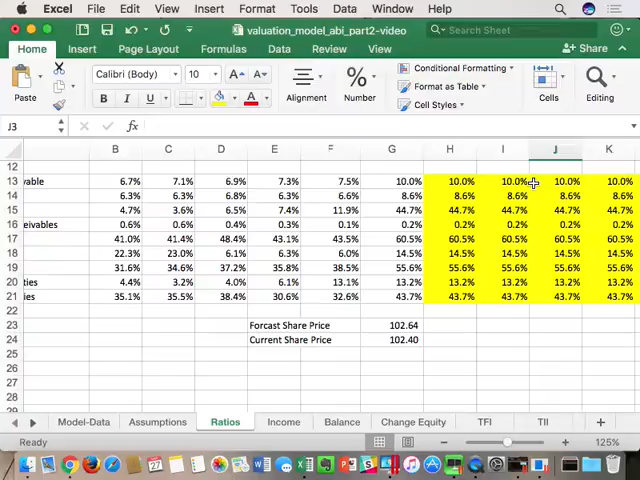 Excel File Edit View Insert Format Tools Data Window Help
valuation_model_abi_part2-video
Search Sheet
Home Insert Page Layout Formulas Data Review View Share
Paste Calibri (Body) 10 A A Alignment % Number Conditional Formatting Cells Editing
B I U A Format as Table
Cell Styles
J3 fx
B C D E F G H I J K
12
13 vable 6.7% 7.1% 6.9% 7.3% 7.5% 10.0% 10.0% 10.0% 10.0% 10.0%
14 6.3% 6.3% 6.8% 6.3% 6.6% 8.6% 8.6% 8.6% 8.6% 8.6%
15 4.7% 3.6% 6.5% 7.4% 11.9% 44.7% 44.7% 44.7% 44.7% 44.7%
16 ceivables 0.6% 0.6% 0.4% 0.3% 0.1% 0.2% 0.2% 0.2% 0.2% 0.2%
17 41.0% 41.4% 48.4% 43.1% 43.5% 60.5% 60.5% 60.5% 60.5% 60.5%
18 22.3% 23.0% 6.1% 6.3% 6.0% 14.5% 14.5% 14.5% 14.5% 14.5%
19 31.6% 34.6% 37.2% 35.8% 38.5% 55.6% 55.6% 55.6% 55.6% 55.6%
20 ties 4.4% 3.2% 4.0% 6.1% 13.1% 13.2% 13.2% 13.2% 13.2% 13.2%
21 ies 35.1% 35.5% 38.4% 30.6% 32.6% 43.7% 43.7% 43.7% 43.7% 43.7%
22
23 Forcast Share Price 102.64
24 Current Share Price 102.40
25
26
27
28
29
Model-Data Assumptions Ratios Income Balance Change Equity TFI TII +
Ready 125%
27